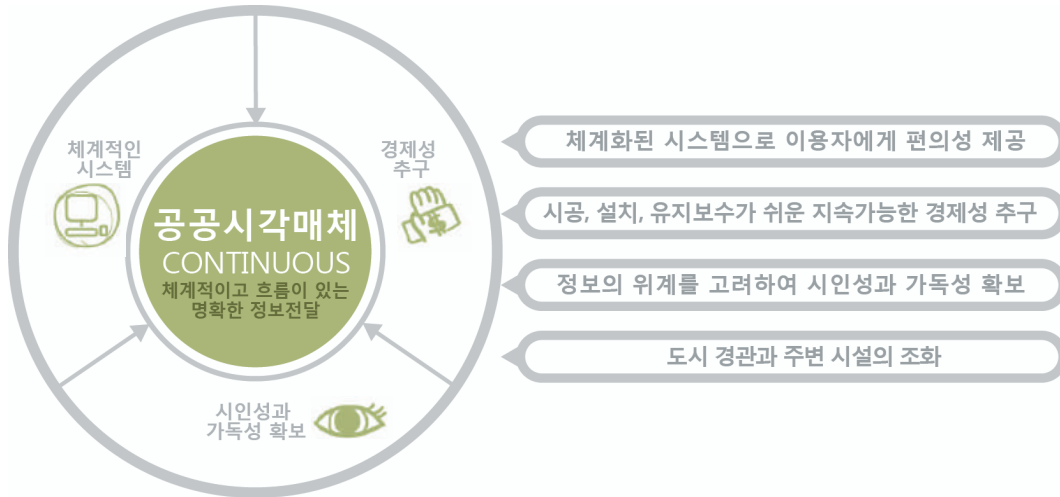 체계적인
시스템
경제성
추구
공공시각매체
CONTINUOUS
체계적이고 흐름이 있는
명확한 정보전달
시인성과
가독성 확보
체계화된 시스템으로 이용자에게 편의성 제공
시공, 설치, 유지보수가 쉬운 지속가능한 경제성 추구
정보의 위계를 고려하여 시인성과 가독성 확보
도시 경관과 주변 시설의 조화